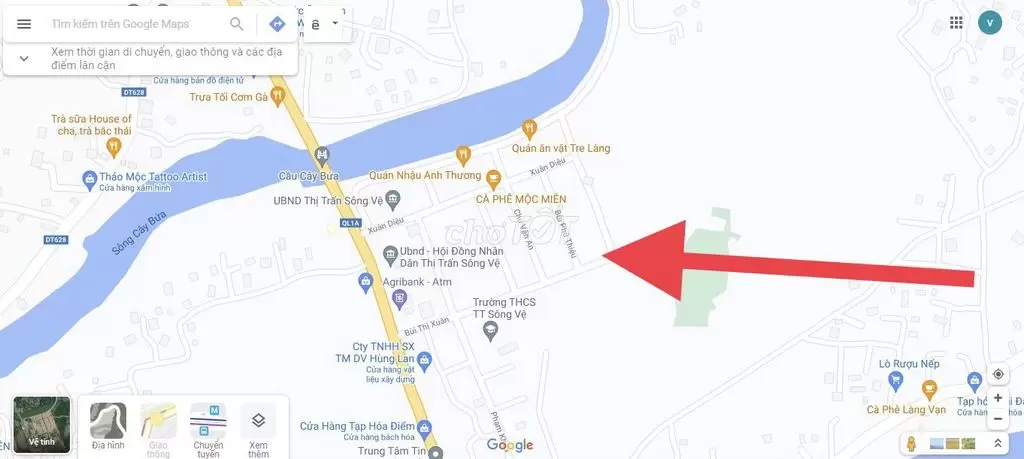 Tìm kiếm trên Google Maps
Xem thời gian di chuyển, giao thông và các địa
điểm lân cận
Cửa hàng bán đồ điện tử
DT628
Trưa Tối Cơm Gà
Trà sữa House of
cha, trà bắc thái
Quán ăn vặt Tre Làng
Xuân Diệu
Cầu Cây Bứa
Quán Nhậu Anh Thương
Thảo Mộc Tattoo Artist
Cửa hàng xăm hình
UBND Thị Trấn Sông Vệ
CÀ PHÊ MỘC MIÊN
Sông Cây Bứa
QL1A
Xuân Diệu
Chu Văn An
Bùi Phú Thiệu
chợ TỐT
DT628
Ubnd - Hội Đồng Nhân
Dân Thị Trấn Sông Vệ
Agribank - Atm
Trường THCS
TT Sông Vệ
Bùi Thị Xuân
Cty TNHH SX
TM DV Hùng Lan
Cửa hàng vật
liệu xây dựng
Lò Rượu Nếp
Cà Phê Làng Vạn
Tạp hó
Vệ tinh
Địa hình
Giao
thông
Chuyển
tuyến
Xem
thêm
Cửa Hàng Tạp Hóa Điểm
Cửa hàng bách hóa
Trung Tâm Tin
Google
V